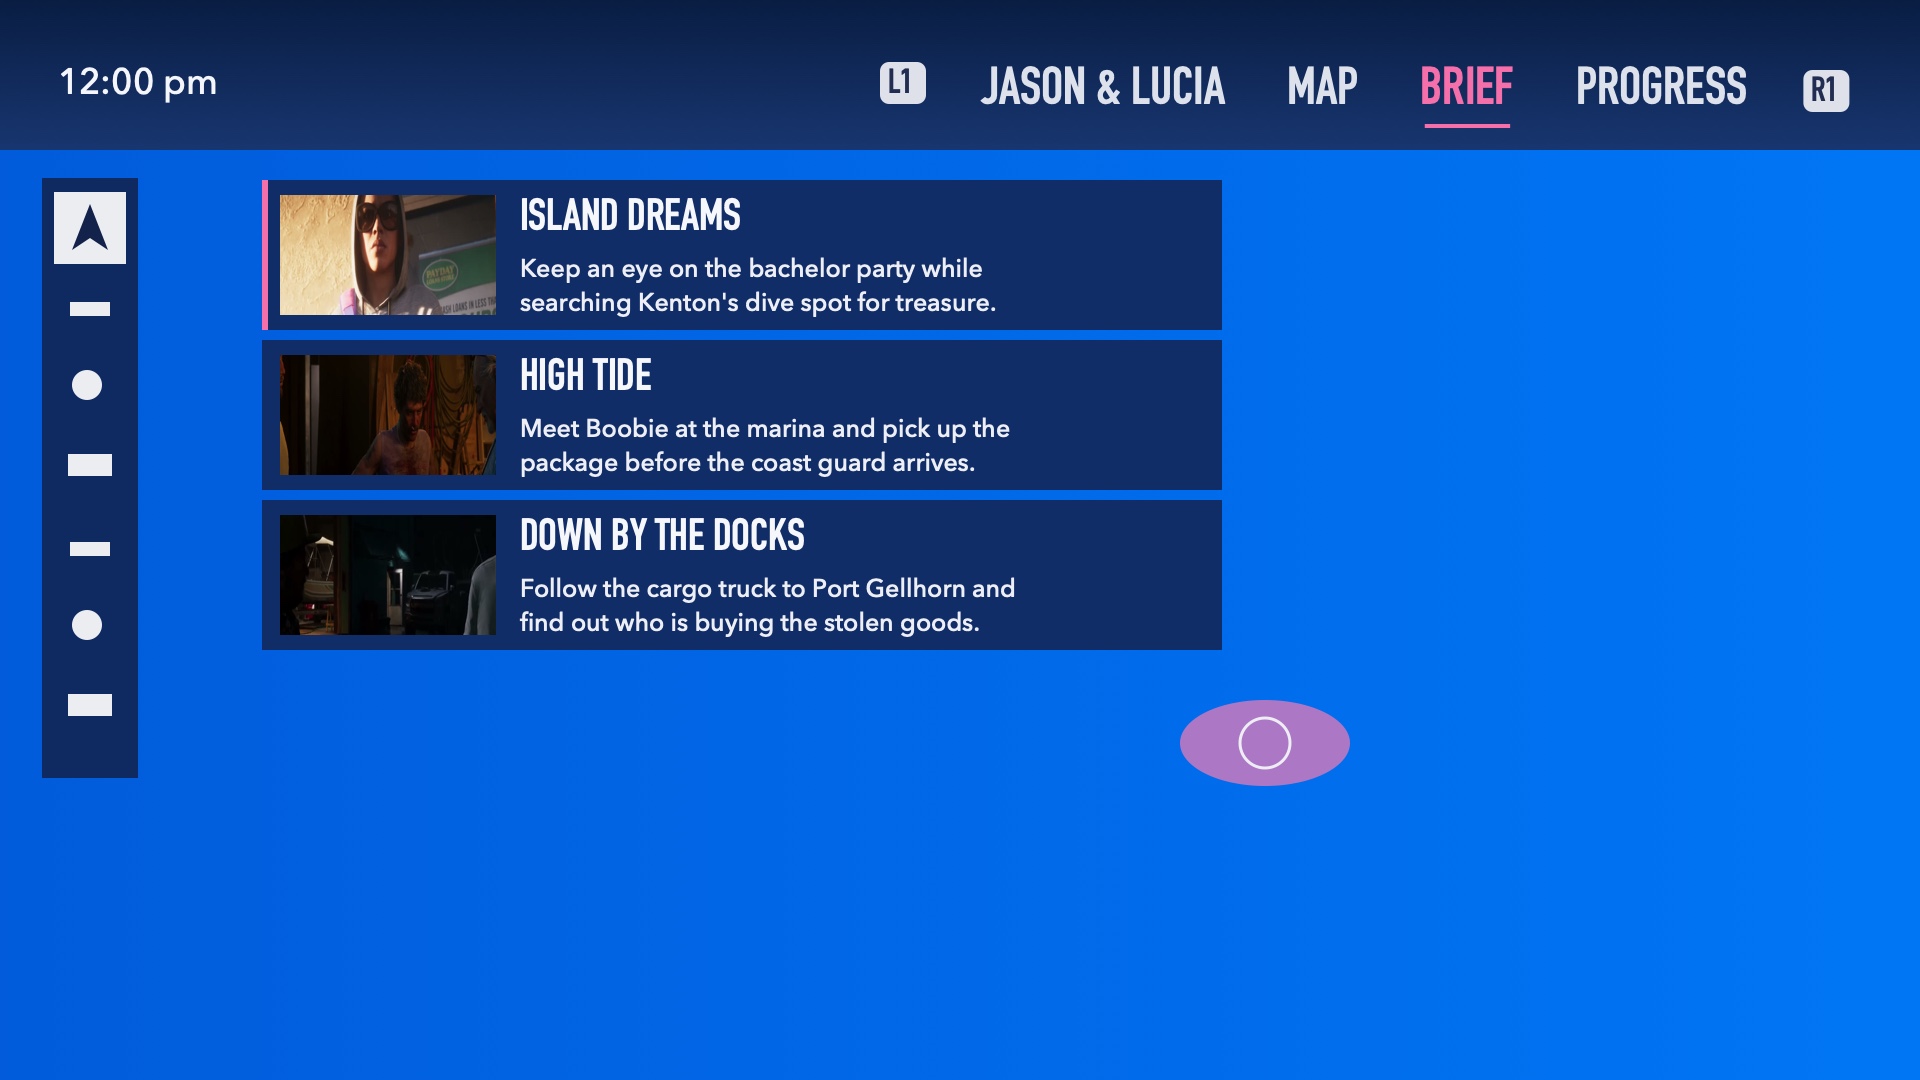 12:00 pm
L1 JASON & LUCIA MAP BRIEF PROGRESS R1
ISLAND DREAMS
Keep an eye on the bachelor party while
searching Kenton's dive spot for treasure.
PAYDAY
HIGH TIDE
Meet Boobie at the marina and pick up the
package before the coast guard arrives.
DOWN BY THE DOCKS
Follow the cargo truck to Port Gellhorn and
find out who is buying the stolen goods.